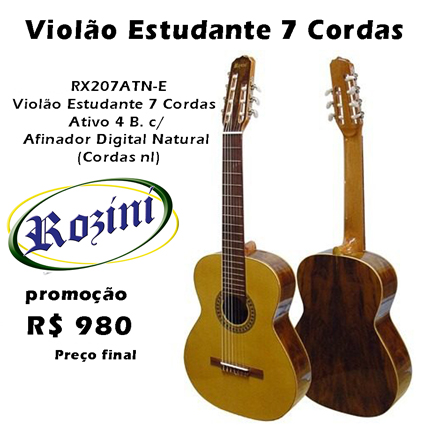 Violão Estudante 7 Cordas
RX207ATN-E
Violão Estudante 7 Cordas
Ativo 4 B. c/
Afinador Digital Natural
(Cordas nl)
Rozini
promoção
R$ 980
Preço final